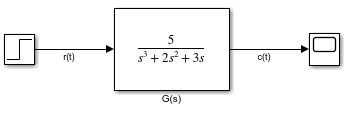 5
s³ + 2s² + 3s
r(t)
c(t)
G(s)